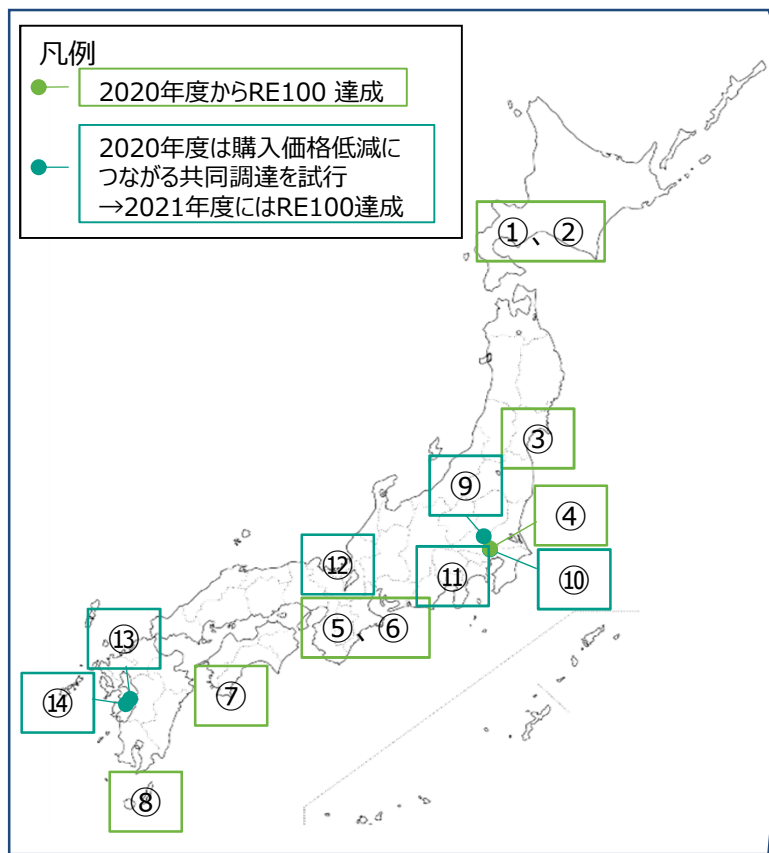 凡例
2020年度からRE100 達成
2020年度は購入価格低減に
つながる共同調達を試行
→2021年度にはRE100達成
①、②
③
⑨
④
⑫
⑪
⑩
⑤、⑥
⑬
⑭
⑦
⑧